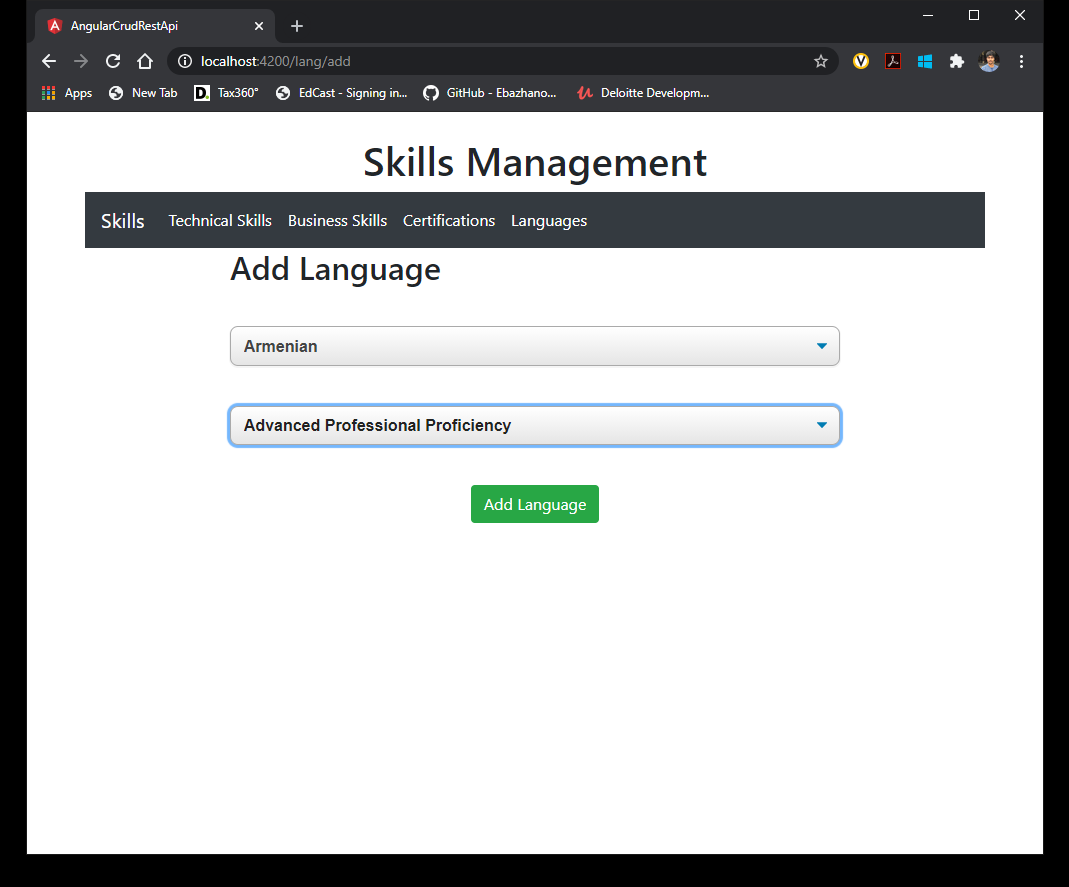 AngularCrudRestApi
localhost:4200/lang/add
Apps New Tab Tax360° EdCast - Signing in... GitHub - Ebazhano... Deloitte Developm...
Skills Management
Skills Technical Skills Business Skills Certifications Languages
Add Language
Armenian
Advanced Professional Proficiency
Add Language